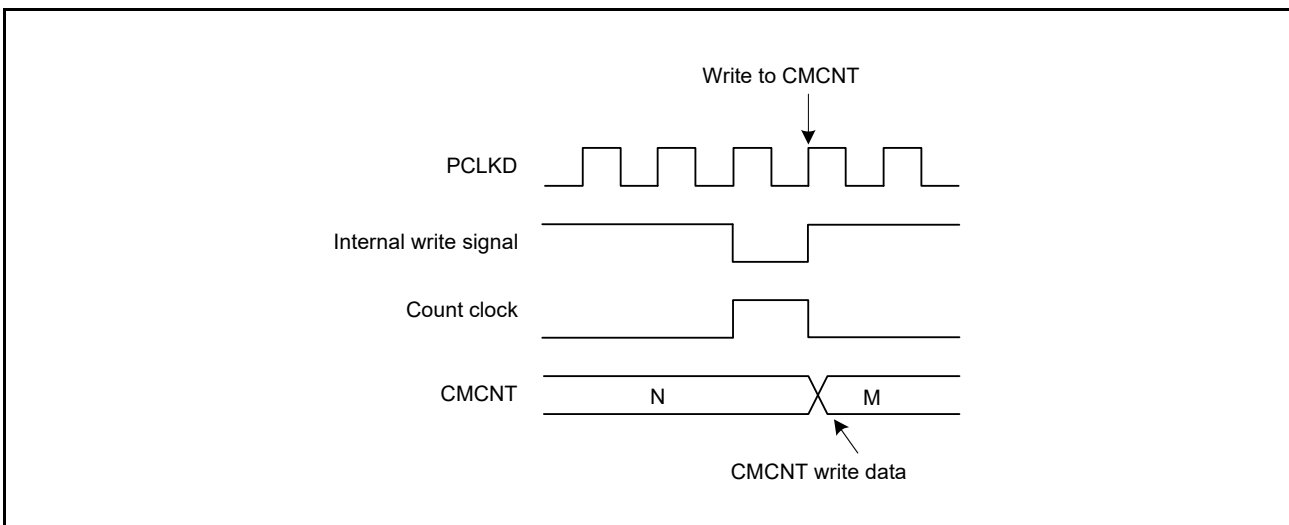 Write to CMCNT
PCLKD
Internal write signal
Count clock
CMCNT
N
M
CMCNT write data